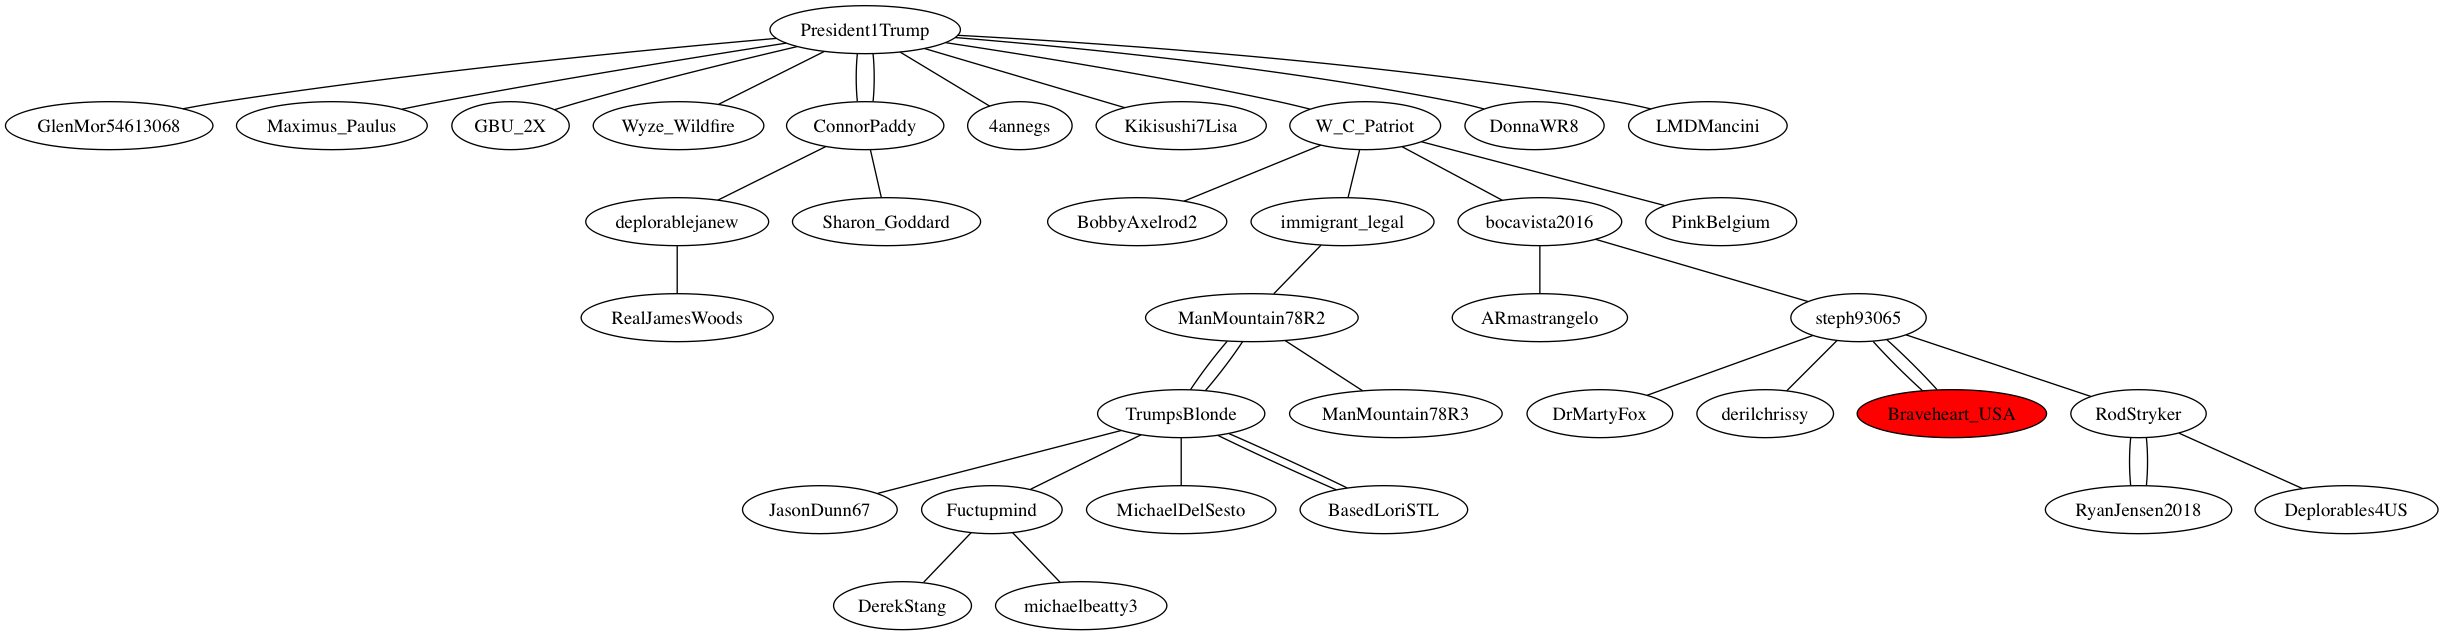 President1Trump
GlenMor54613068
Maximus_Paulus
GBU_2X
Wyze_Wildfire
ConnorPaddy
4annegs
Kikisushi7Lisa
W_C_Patriot
DonnaWR8
LMDMancini
deplorablejanew
Sharon_Goddard
BobbyAxelrod2
immigrant_legal
bocavista2016
PinkBelgium
RealJamesWoods
ManMountain78R2
ARmastrangelo
steph93065
TrumpsBlonde
ManMountain78R3
DrMartyFox
derilchrissy
Braveheart_USA
RodStryker
JasonDunn67
Fuctupmind
MichaelDelSesto
BasedLoriSTL
RyanJensen2018
Deplorables4US
DerekStang
michaelbeatty3